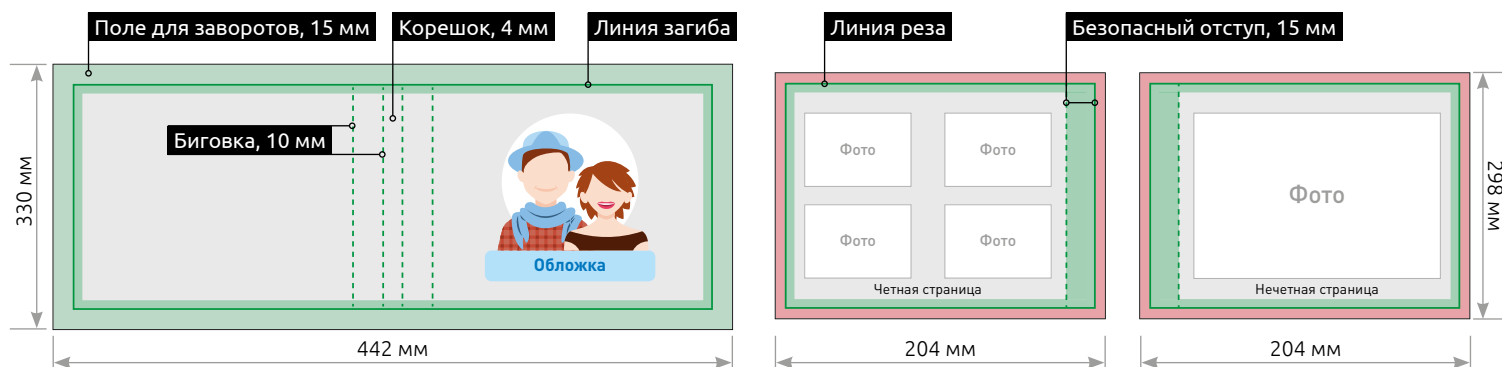 Поле для заворотов, 15 мм
Корешок, 4 мм
Линия загиба
Линия реза
Безопасный отступ, 15 мм
Биговка, 10 мм
330 мм
Обложка
442 мм
Фото
Фото
Фото
Фото
Четная страница
204 мм
Фото
Нечетная страница
298 мм
204 мм